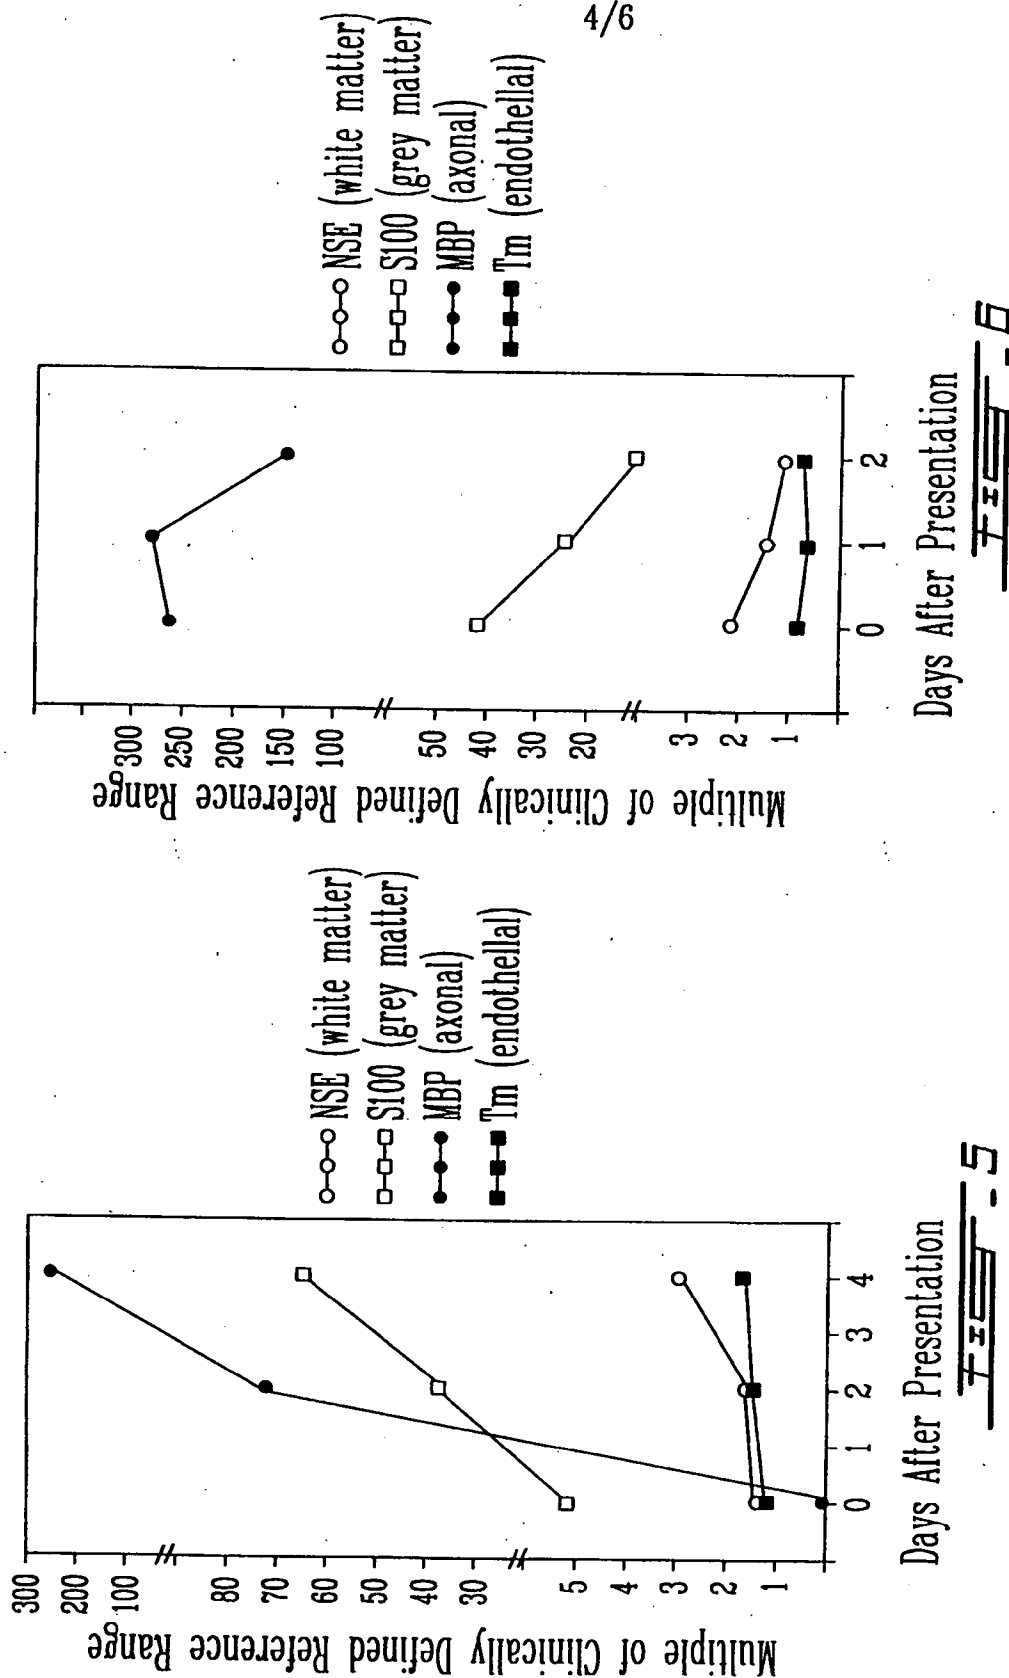 4/6
Multiple of Clinically Defined Reference Range
300
200
100
80
70
60
50
40
30
5
4
3
2
1
0
1
2
3
4
Days After Presentation
NSE (white matter)
S100 (grey matter)
MBP (axonal)
Tm (endothellal)
FIG - 5
Multiple of Clinically Defined Reference Range
300
250
200
150
100
50
40
30
20
3
2
1
0
1
2
Days After Presentation
NSE (white matter)
S100 (grey matter)
MBP (axonal)
Tm (endothellal)
FIG - 6